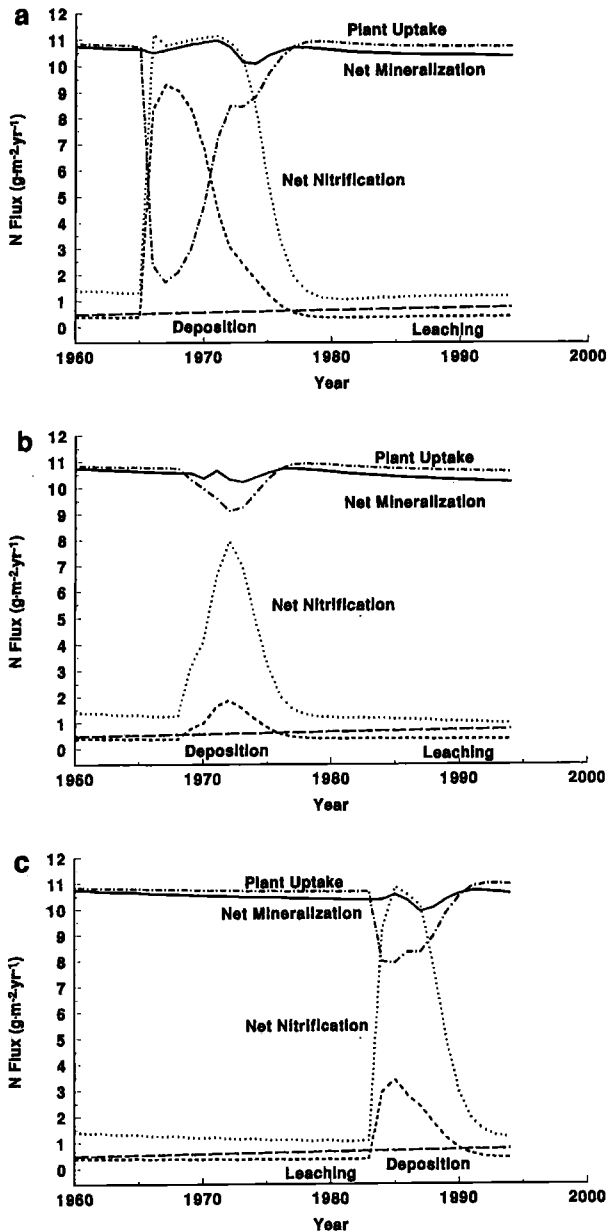 a
12
11
10
9
8
7
6
5
4
3
2
1
0
N Flux (g·m-2·yr-1)
Plant Uptake
Net Mineralization
Net Nitrification
Deposition
Leaching
1960
1970
1980
1990
2000
Year
b
12
11
10
9
8
7
6
5
4
3
2
1
0
N Flux (g·m-2·yr-1)
Plant Uptake
Net Mineralization
Net Nitrification
Deposition
Leaching
1960
1970
1980
1990
2000
Year
c
12
11
10
9
8
7
6
5
4
3
2
1
0
N Flux (g·m-2·yr-1)
Plant Uptake
Net Mineralization
Net Nitrification
Leaching
Deposition
1960
1970
1980
1990
2000
Year